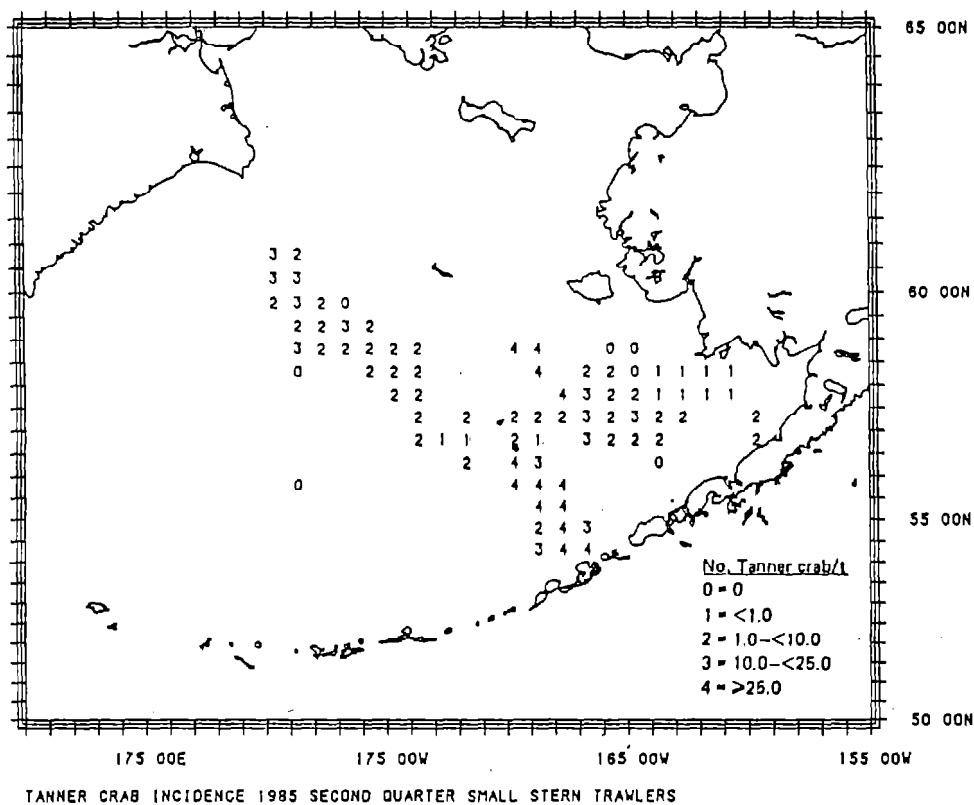 65 00N
3 2
3 3
60 00N
2 3 2 0
2 2 3 2
3 2 2 2 2 2 4 4 0 0
0 2 2 2 4 2 2 0 1 1 1 1
2 2 4 3 2 2 1 1 1 1
2 2 2 2 2 3 2 3 2 2 2
2 1 1 2 1 3 2 2 2 2
2 4 3 0
0 4 4 4
4 4
55 00N
2 4 3
3 4 4
No. Tanner crab/t
0 = 0
1 = <1.0
2 = 1.0-<10.0
3 = 10.0-<25.0
4 = ≥25.0
50 00N
175 00E 175 00W 165 00W 155 00W
TANNER CRAB INCIDENCE 1985 SECOND QUARTER SMALL STERN TRAWLERS